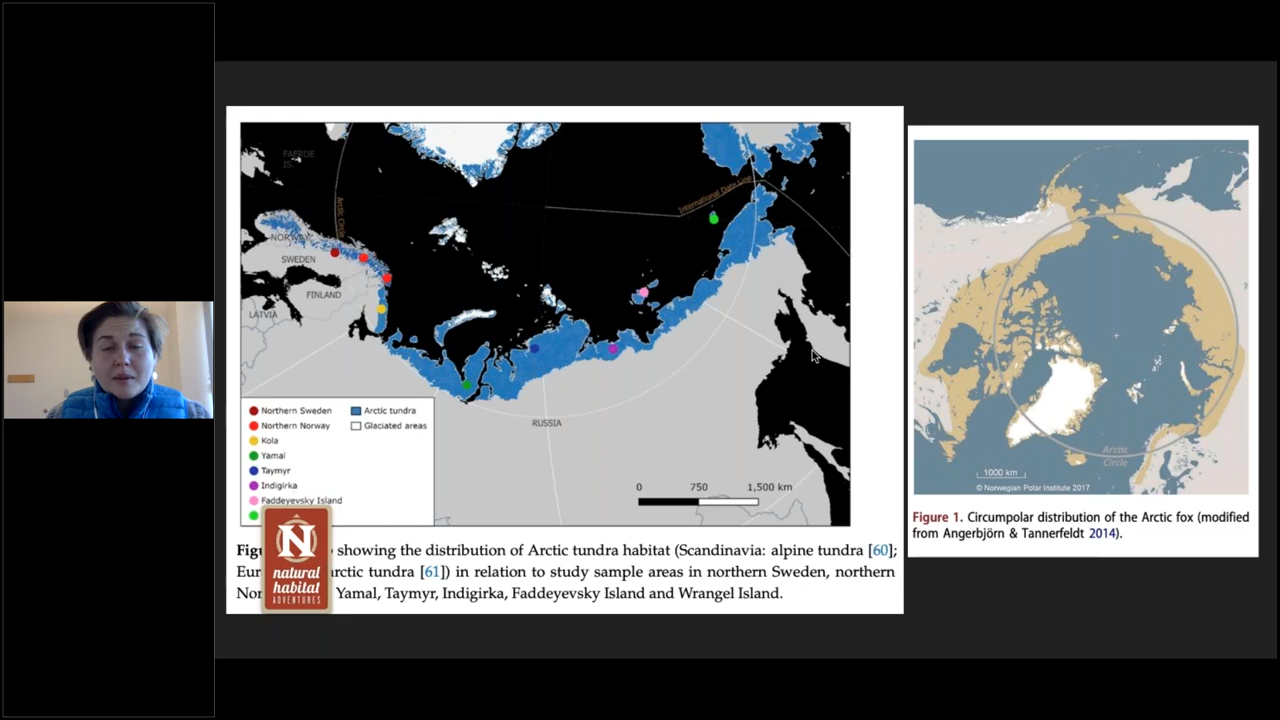 FAEROE
IS.
Arctic Circle
International Date Line
NORWAY
SWEDEN
FINLAND
LATVIA
RUSSIA
Northern Sweden
Northern Norway
Kola
Yamal
Taymyr
Indigirka
Faddeyevsky Island
Arctic tundra
Glaciated areas
0 750 1,500 km
showing the distribution of Arctic tundra habitat (Scandinavia: alpine tundra [60];
Eur arctic tundra [61]) in relation to study sample areas in northern Sweden, northern
Nor Yamal, Taymyr, Indigirka, Faddeyevsky Island and Wrangel Island.
N
natural
habitat
ADVENTURES
Arctic
Circle
1000 km
© Norwegian Polar Institute 2017
Figure 1. Circumpolar distribution of the Arctic fox (modified
from Angerbjörn & Tannerfeldt 2014).